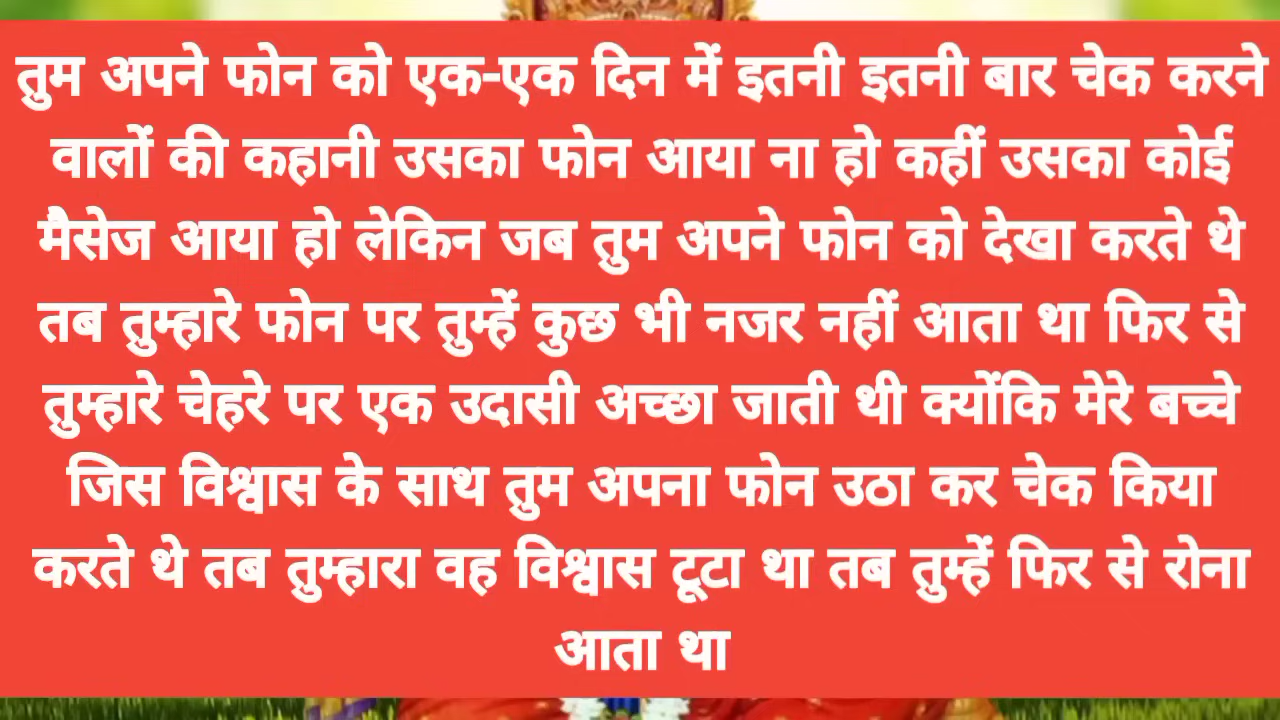 तुम अपने फोन को एक-एक दिन में इतनी इतनी बार चेक करने
वालों की कहानी उसका फोन आया ना हो कहीं उसका कोई
मैसेज आया हो लेकिन जब तुम अपने फोन को देखा करते थे
तब तुम्हारे फोन पर तुम्हें कुछ भी नजर नहीं आता था फिर से
तुम्हारे चेहरे पर एक उदासी अच्छा जाती थी क्योंकि मेरे बच्चे
जिस विश्वास के साथ तुम अपना फोन उठा कर चेक किया
करते थे तब तुम्हारा वह विश्वास टूटा था तब तुम्हें फिर से रोना
आता था